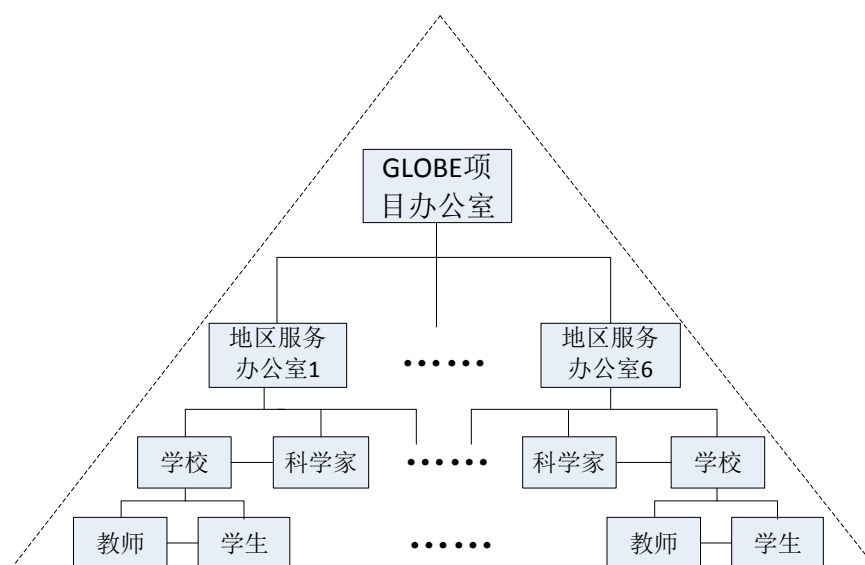 GLOBE项
目办公室
地区服务
办公室1
······
地区服务
办公室6
学校
科学家
······
科学家
学校
教师
学生
······
教师
学生